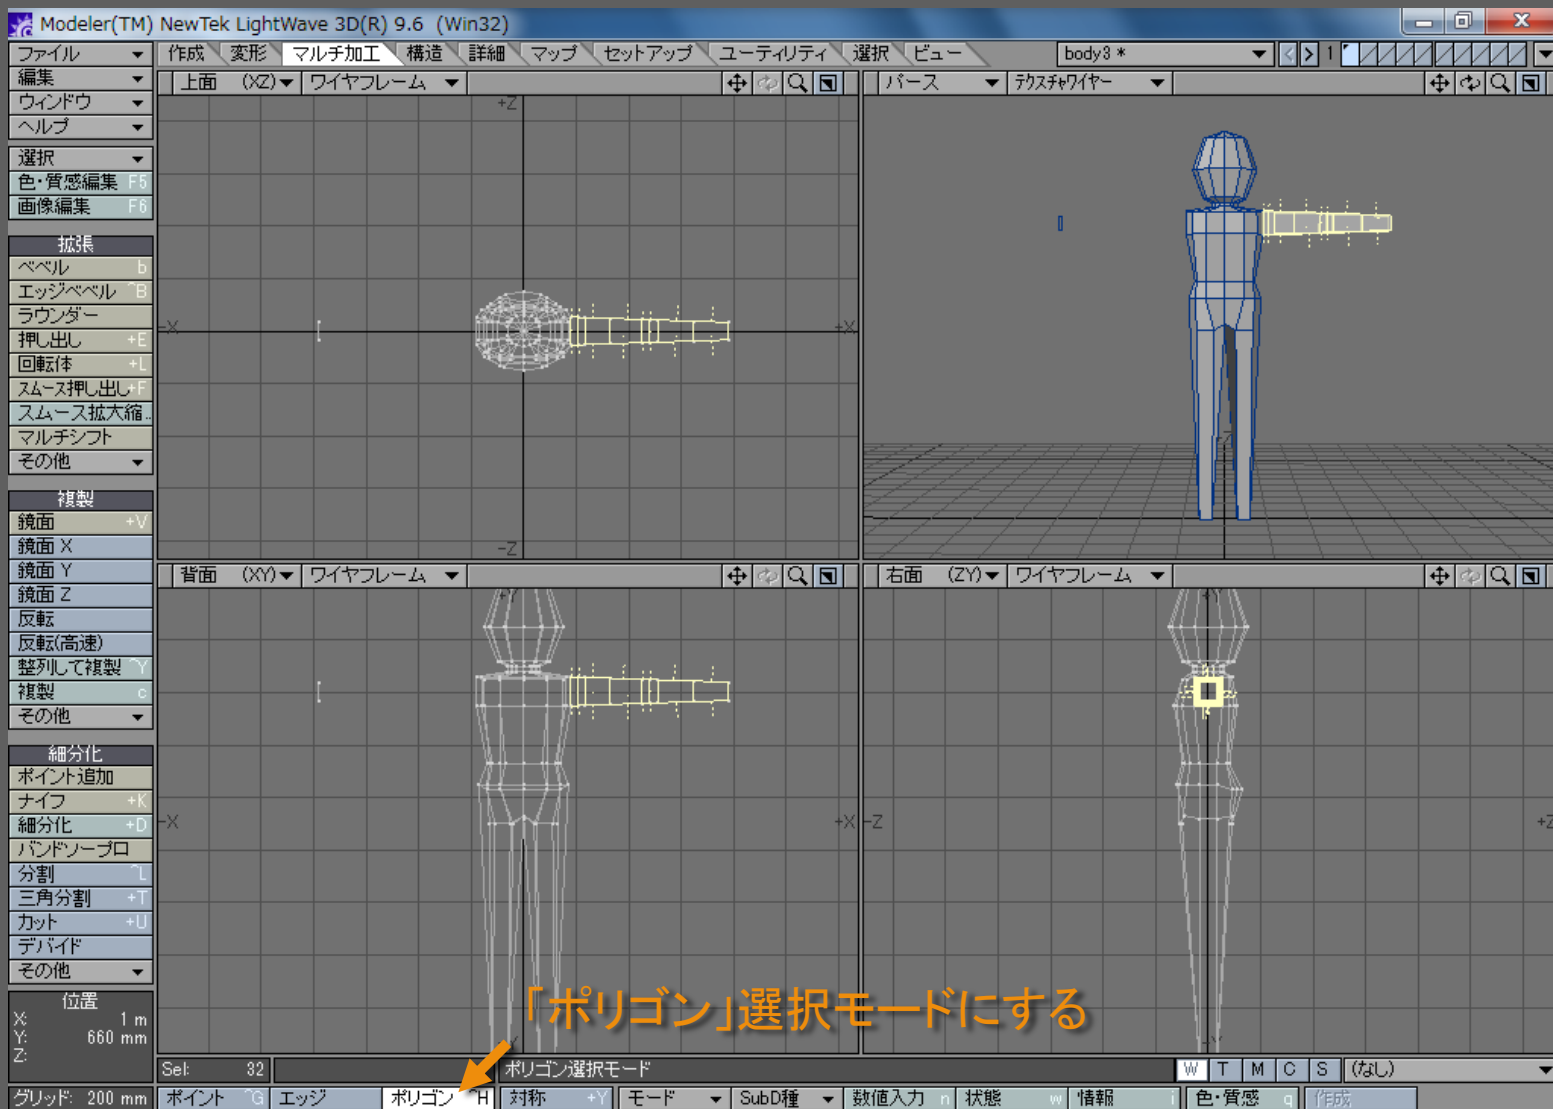 Modeler(TM) NewTek LightWave 3D(R) 9.6 (Win32)
ファイル
編集
ウィンドウ
ヘルプ
選択
色・質感編集 F5
画像編集 F6
拡張
ベベル b
エッジベベル ^B
ラウンダー
押し出し +E
回転体 +L
スムース押し出し +F
スムース拡大縮..
マルチシフト
その他
複製
鏡面 +V
鏡面 X
鏡面 Y
鏡面 Z
反転
反転(高速)
整列して複製 ^Y
複製 c
その他
細分化
ポイント追加
ナイフ +K
細分化 +D
バンドソープロ
分割 ^L
三角分割 +T
カット +U
デバイド
その他
位置
X: 1 m
Y: 660 mm
Z:
グリッド: 200 mm
作成 変形 マルチ加工 構造 詳細 マップ セットアップ ユーティリティ 選択 ビュー body3 * < > 1
上面 (XZ) ワイヤフレーム
+Z
-X +X
-Z
パース テクスチャワイヤー
背面 (XY) ワイヤフレーム
+Y
-X +X
右面 (ZY) ワイヤフレーム
+Y
-Z +Z
-Y
「ポリゴン」選択モードにする
Sel: 32 ポリゴン選択モード W T M C S (なし)
ポイント ^G エッジ ポリゴン ^H 対称 +Y モード SubD種 数値入力 n 状態 w 情報 i 色・質感 q 作成